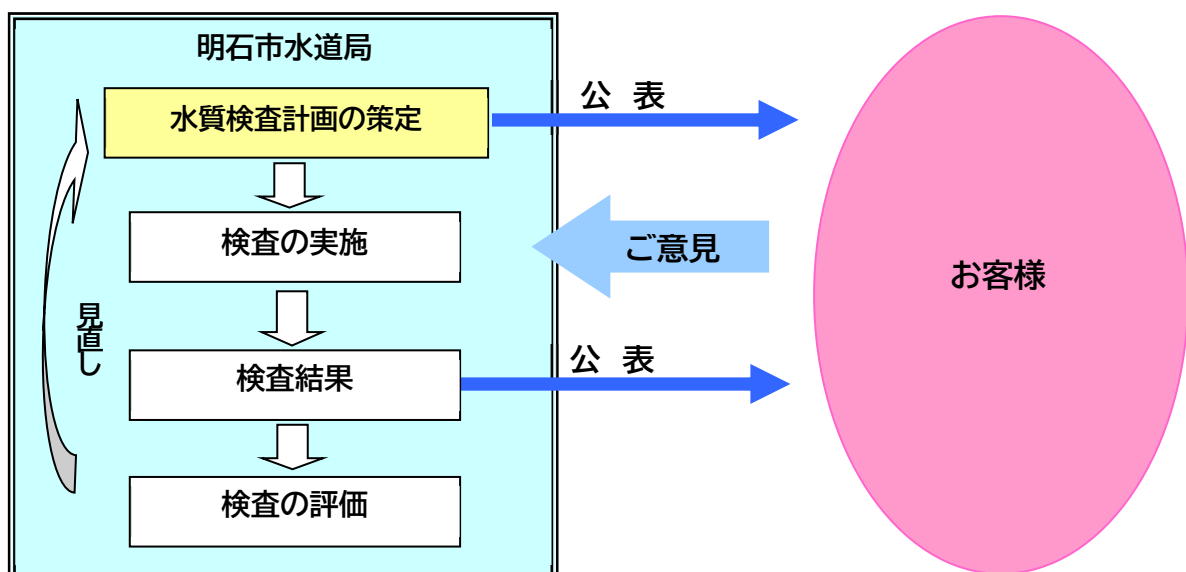 明石市水道局
水質検査計画の策定
公 表
検査の実施
ご意見
お客様
見直し
検査結果
公 表
検査の評価